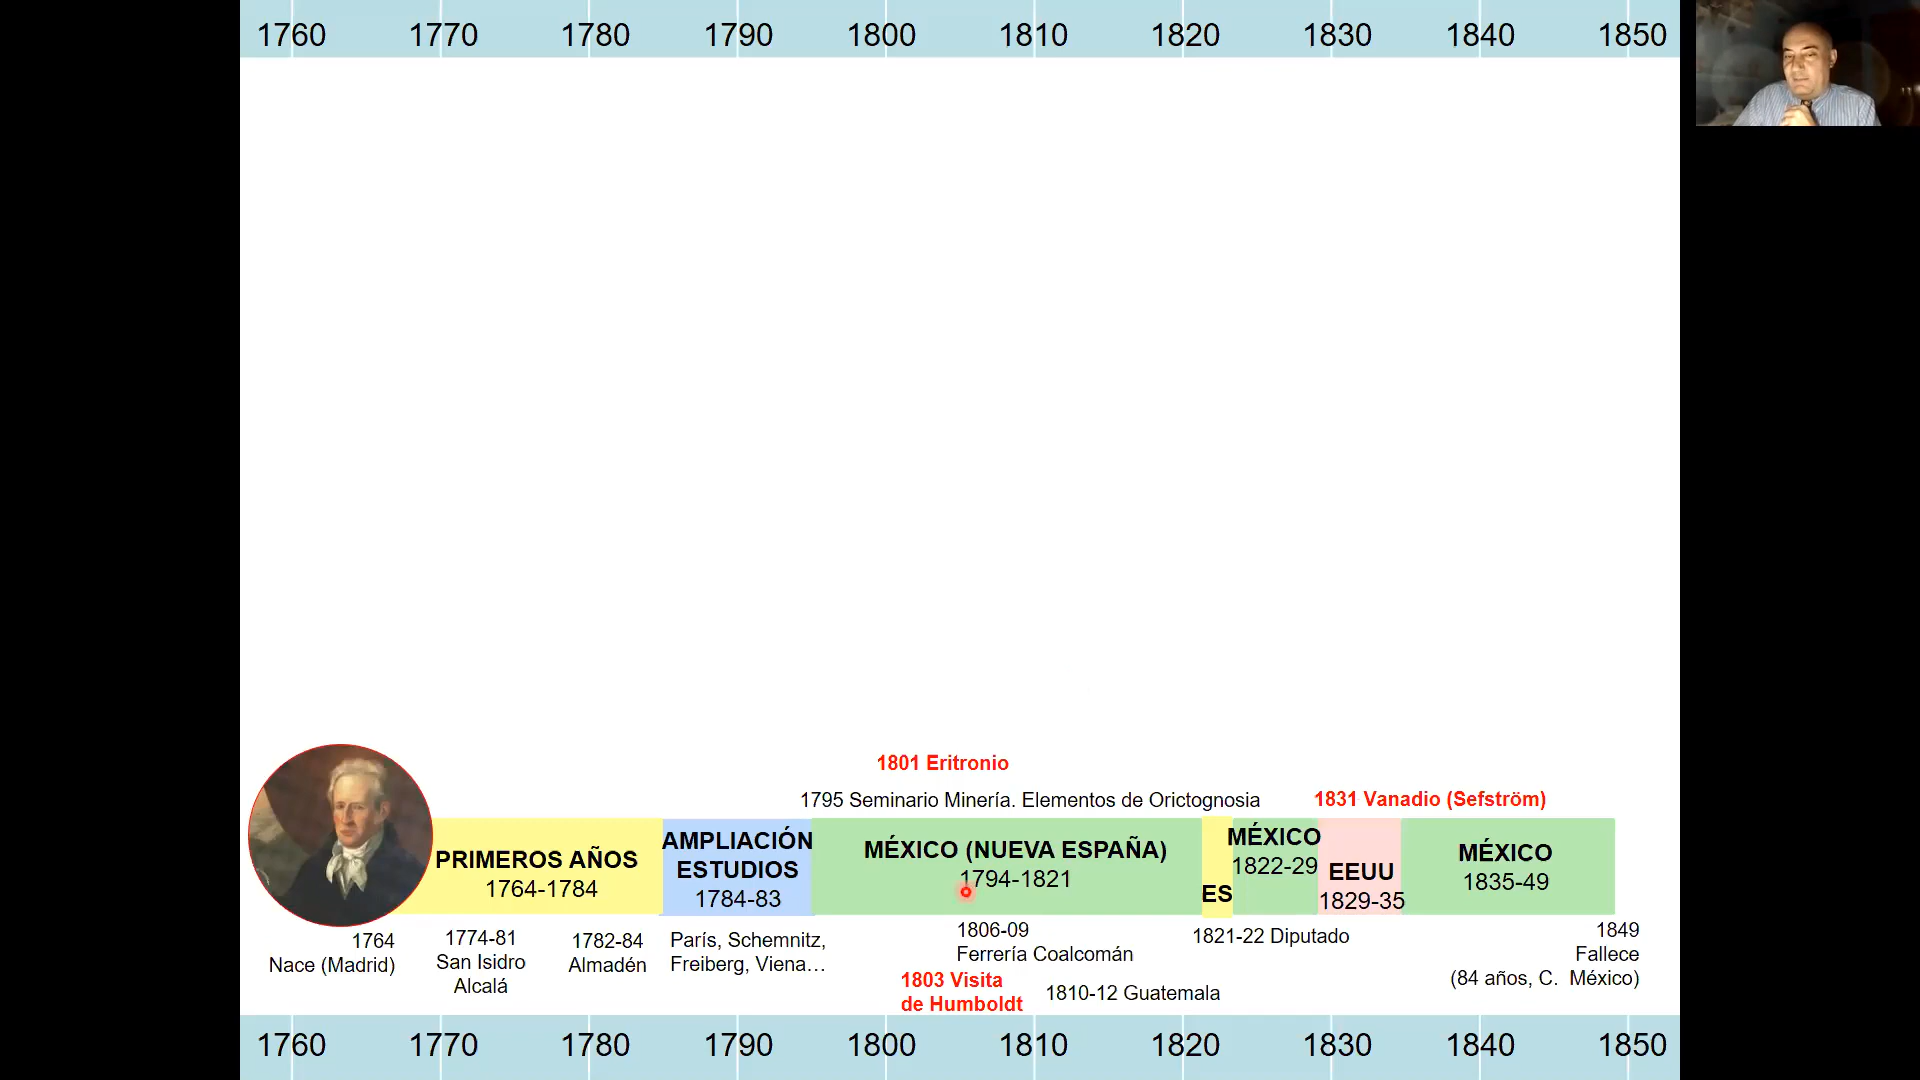 1760 1770 1780 1790 1800 1810 1820 1830 1840 1850
1801 Eritronio
1795 Seminario Minería. Elementos de Orictognosia
1831 Vanadio (Sefström)
PRIMEROS AÑOS
1764-1784
AMPLIACIÓN
ESTUDIOS
1784-83
MÉXICO (NUEVA ESPAÑA)
1794-1821
ES
MÉXICO
1822-29
EEUU
1829-35
MÉXICO
1835-49
1764
Nace (Madrid)
1774-81
San Isidro
Alcalá
1782-84
Almadén
París, Schemnitz,
Freiberg, Viena…
1806-09
Ferrería Coalcomán
1803 Visita
de Humboldt
1810-12 Guatemala
1821-22 Diputado
1849
Fallece
(84 años, C. México)
1760 1770 1780 1790 1800 1810 1820 1830 1840 1850